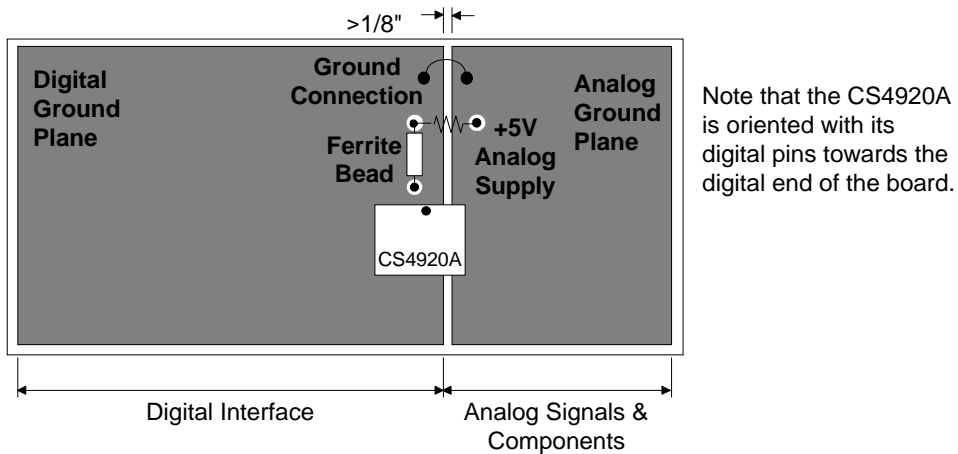 >1/8"
Digital
Ground
Plane
Ground
Connection
Analog
Ground
Plane
Ferrite
Bead
+5V
Analog
Supply
CS4920A
Note that the CS4920A
is oriented with its
digital pins towards the
digital end of the board.
Digital Interface
Analog Signals &
Components